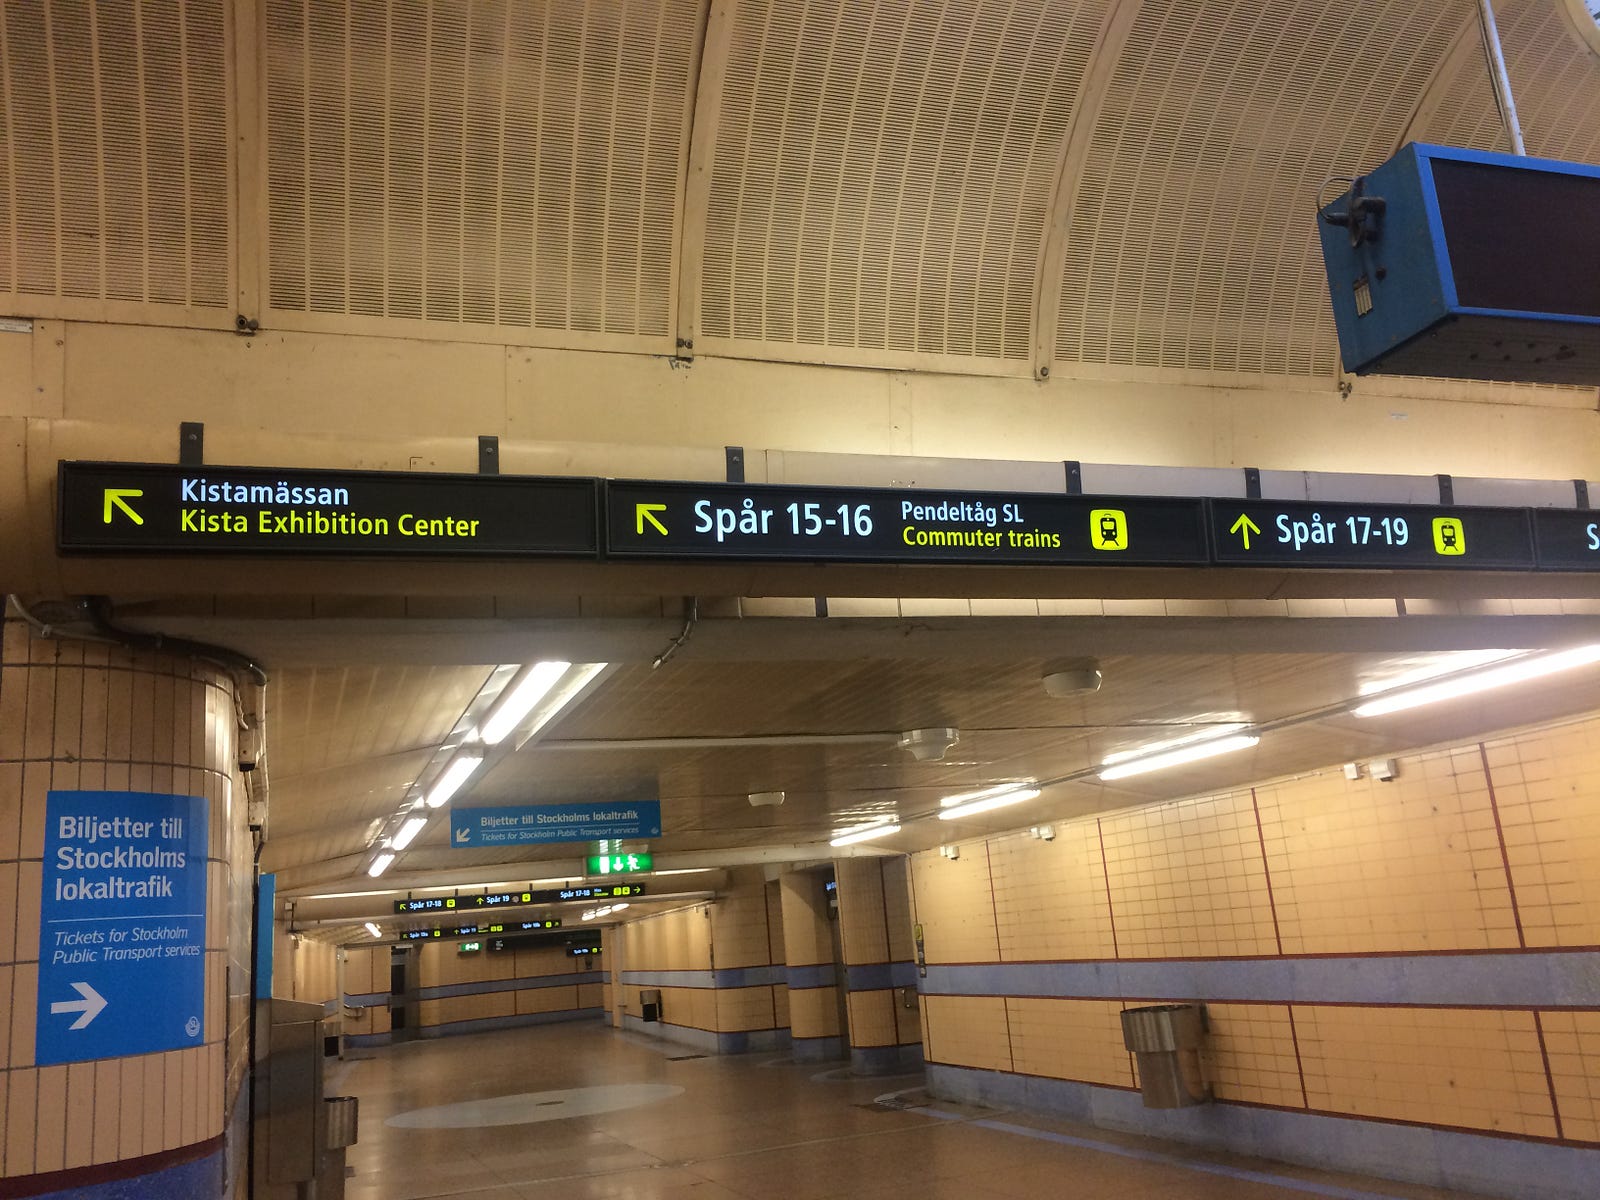 Kistamässan
Kista Exhibition Center
Spår 15-16
Pendeltåg SL
Commuter trains
Spår 17-19
S
Biljetter till Stockholms lokaltrafik
Tickets for Stockholm Public Transport services
Biljetter till
Stockholms
lokaltrafik
Tickets for Stockholm
Public Transport services
SL
Spår 17-18
Spår 19
Spår 17-18